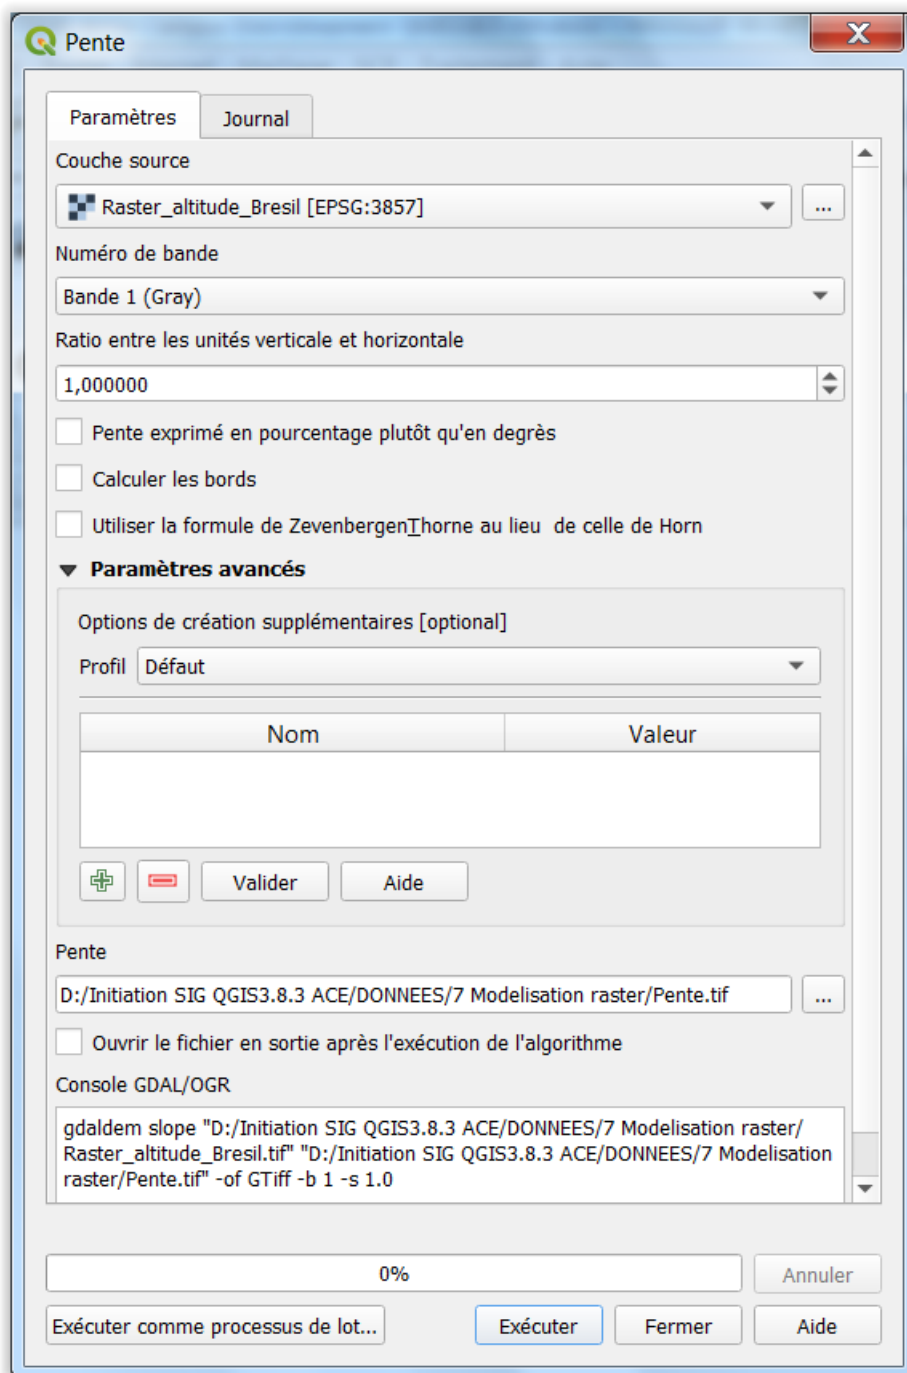 Pente
Paramètres
Journal
Couche source
Raster_altitude_Bresil [EPSG:3857]
...
Numéro de bande
Bande 1 (Gray)
Ratio entre les unités verticale et horizontale
1,000000
Pente exprimé en pourcentage plutôt qu'en degrès
Calculer les bords
Utiliser la formule de ZevenbergenThorne au lieu  de celle de Horn
Paramètres avancés
Options de création supplémentaires [optional]
Profil
Défaut
Nom
Valeur
Valider
Aide
Pente
D:/Initiation SIG QGIS3.8.3 ACE/DONNEES/7 Modelisation raster/Pente.tif
...
Ouvrir le fichier en sortie après l'exécution de l'algorithme
Console GDAL/OGR
gdaldem slope "D:/Initiation SIG QGIS3.8.3 ACE/DONNEES/7 Modelisation raster/
Raster_altitude_Bresil.tif" "D:/Initiation SIG QGIS3.8.3 ACE/DONNEES/7 Modelisation
raster/Pente.tif" -of GTiff -b 1 -s 1.0
0%
Annuler
Exécuter comme processus de lot...
Exécuter
Fermer
Aide